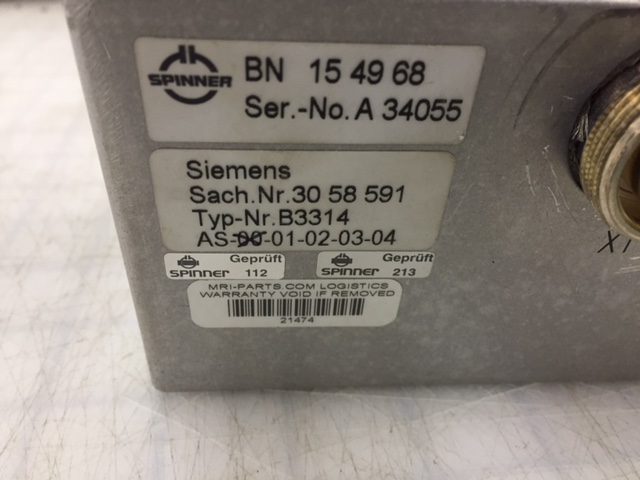 SPINNER
BN 15 49 68
Ser.-No. A 34055
Siemens
Sach.Nr.30 58 591
Typ-Nr.B3314
AS-00-01-02-03-04
SPINNER Geprüft 112
SPINNER Geprüft 213
MRI-PARTS.COM LOGISTICS
WARRANTY VOID IF REMOVED
21474
X1